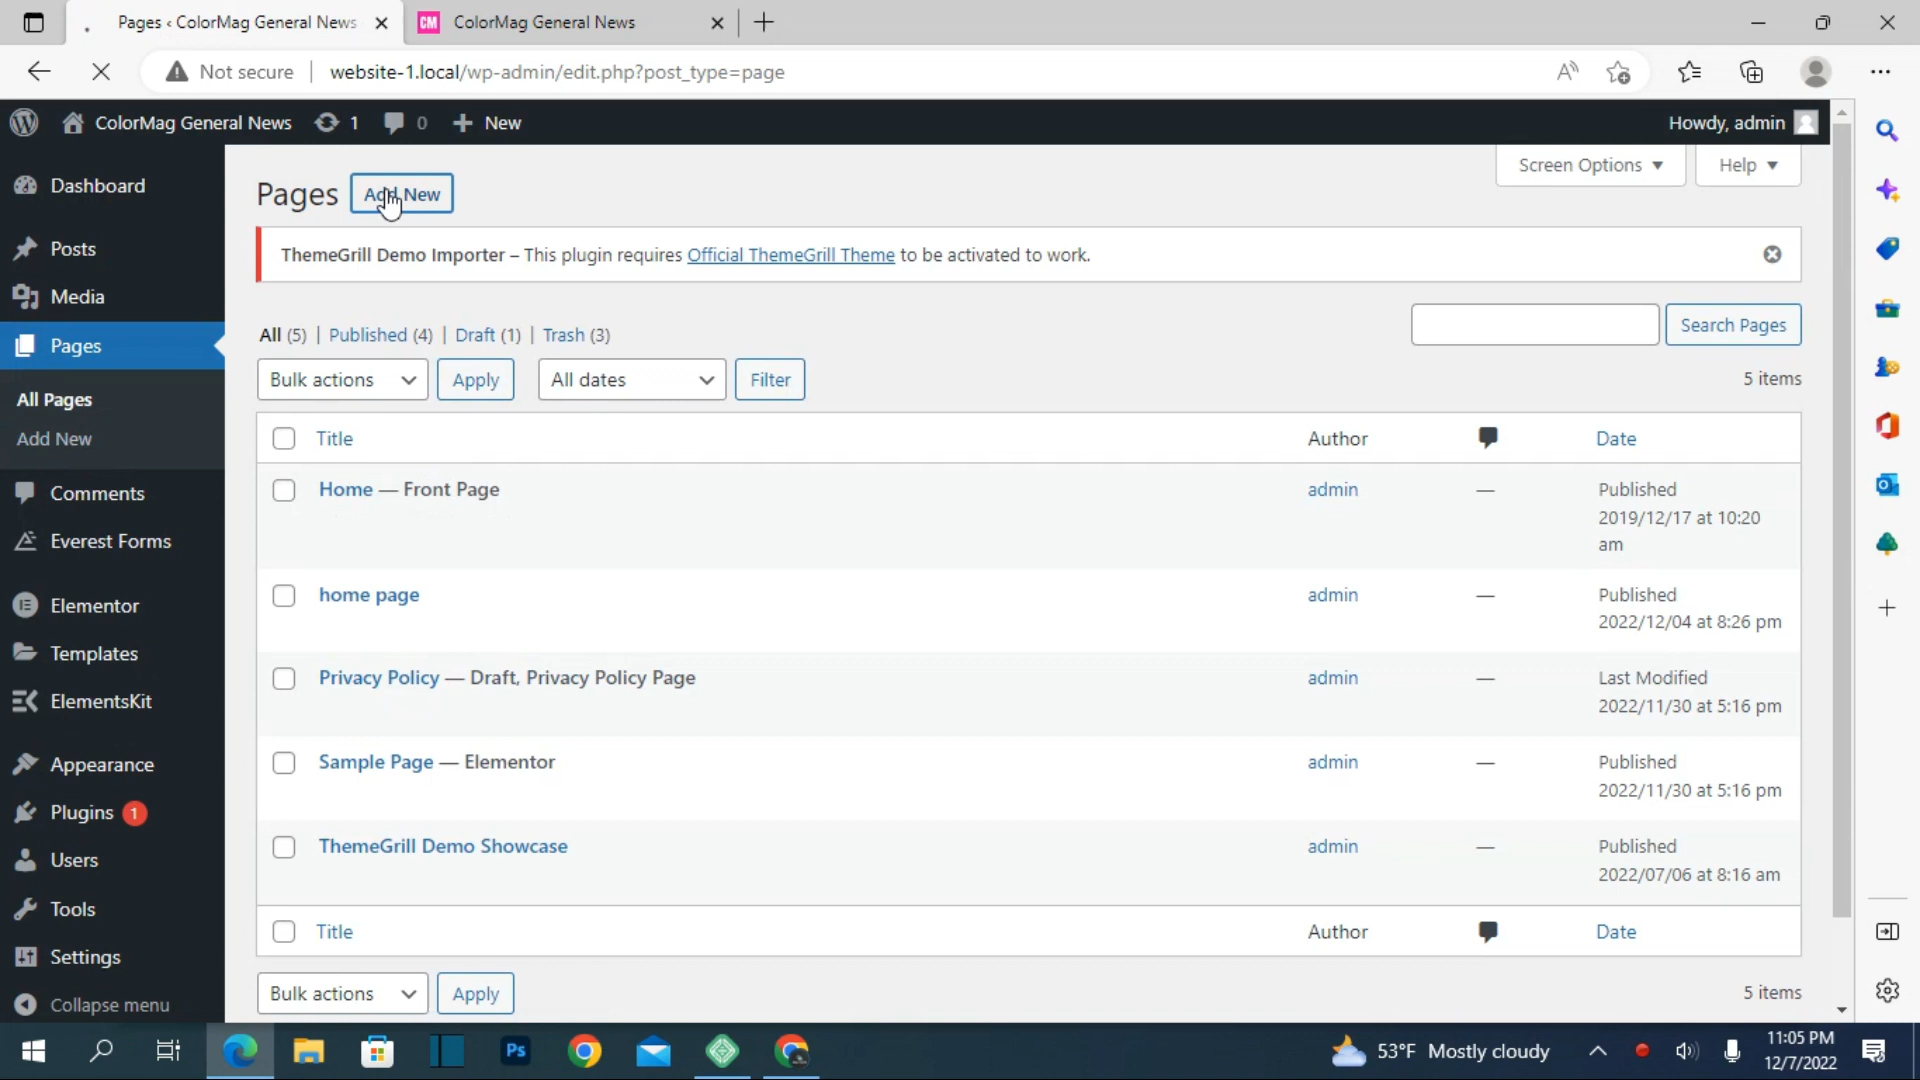 Pages ‹ ColorMag General News
CM ColorMag General News
Not secure website-1.local/wp-admin/edit.php?post_type=page
ColorMag General News 1 0 New Howdy, admin
Screen Options Help
Dashboard
Posts
Media
Pages
All Pages
Add New
Comments
Everest Forms
Elementor
Templates
ElementsKit
Appearance
Plugins 1
Users
Tools
Settings
Collapse menu
Pages Add New
ThemeGrill Demo Importer – This plugin requires Official ThemeGrill Theme to be activated to work.
All (5) | Published (4) | Draft (1) | Trash (3)
Search Pages
Bulk actions Apply All dates Filter 5 items
Title Author Date
Home — Front Page admin — Published
2019/12/17 at 10:20
am
home page admin — Published
2022/12/04 at 8:26 pm
Privacy Policy — Draft, Privacy Policy Page admin — Last Modified
2022/11/30 at 5:16 pm
Sample Page — Elementor admin — Published
2022/11/30 at 5:16 pm
ThemeGrill Demo Showcase admin — Published
2022/07/06 at 8:16 am
Title Author Date
Bulk actions Apply 5 items
Ps
53°F Mostly cloudy
11:05 PM
12/7/2022